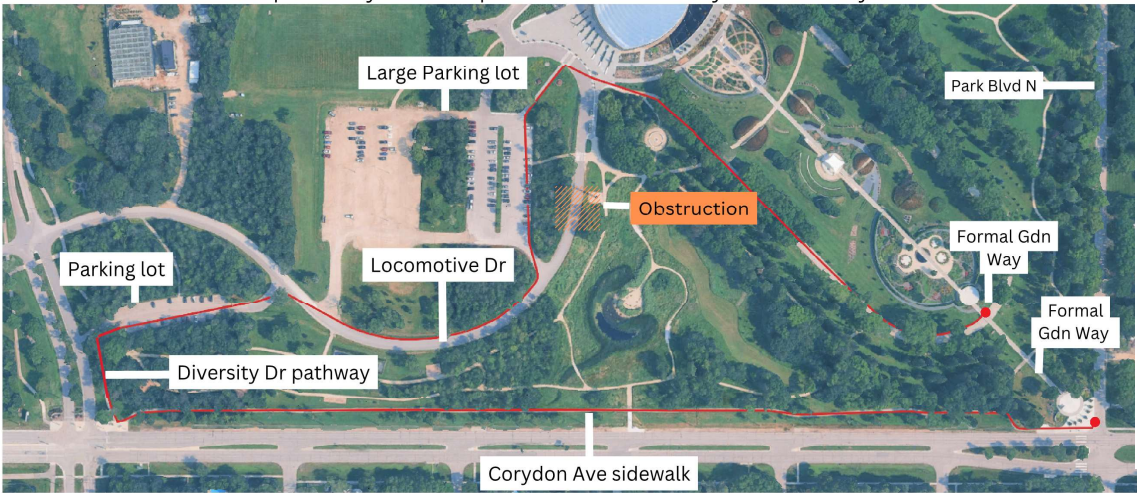 Large Parking lot
Park Blvd N
Obstruction
Formal Gdn
Way
Parking lot
Locomotive Dr
Formal
Gdn Way
Diversity Dr pathway
Corydon Ave sidewalk